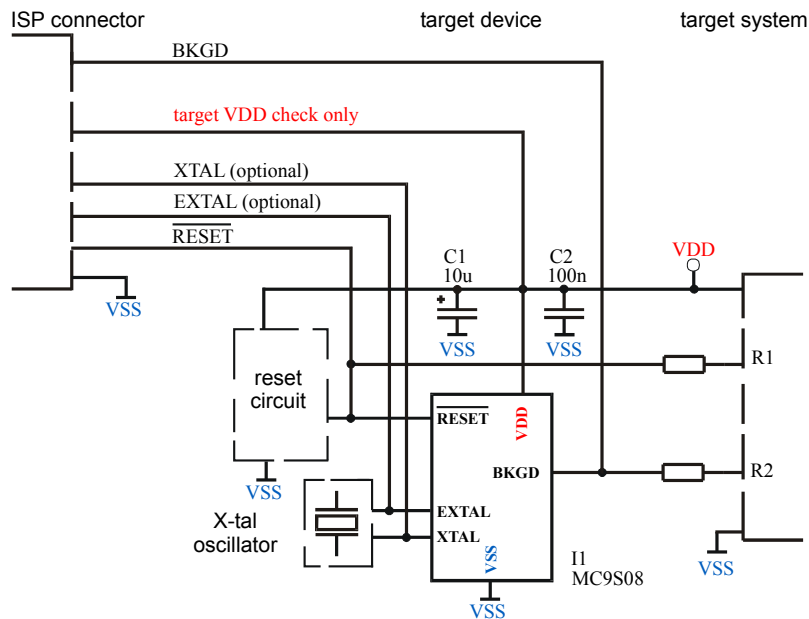 ISP connector
target device
target system
BKGD
target VDD check only
XTAL (optional)
EXTAL (optional)
RESET
VSS
C1
10u
+
VSS
C2
100n
VSS
VDD
reset
circuit
VSS
R1
RESET
VDD
BKGD
R2
EXTAL
XTAL
VSS
X-tal
oscillator
I1
MC9S08
VSS
VSS